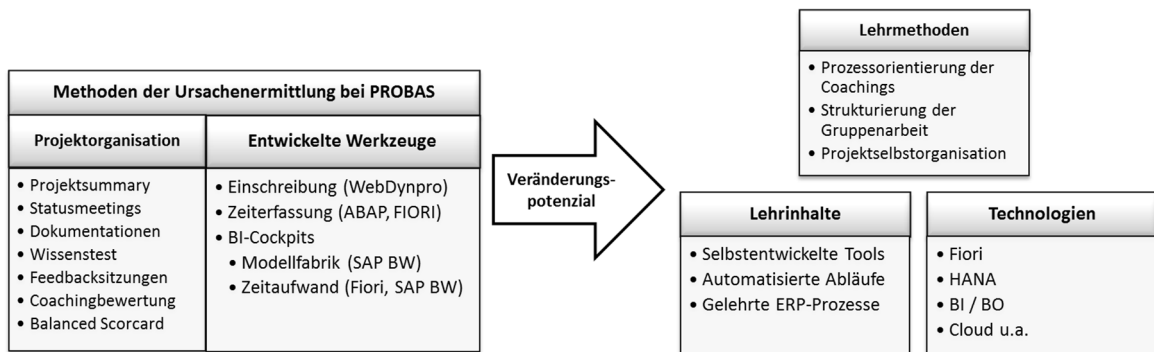 Methoden der Ursachenermittlung bei PROBAS
Projektorganisation
• Projektsummary
• Statusmeetings
• Dokumentationen
• Wissenstest
• Feedbacksitzungen
• Coachingbewertung
• Balanced Scorcard
Entwickelte Werkzeuge
• Einschreibung (WebDynpro)
• Zeiterfassung (ABAP, FIORI)
• BI-Cockpits
• Modellfabrik (SAP BW)
• Zeitaufwand (Fiori, SAP BW)
Veränderungs-
potenzial
Lehrmethoden
• Prozessorientierung der
Coachings
• Strukturierung der
Gruppenarbeit
• Projektselbstorganisation
Lehrinhalte
• Selbstentwickelte Tools
• Automatisierte Abläufe
• Gelehrte ERP-Prozesse
Technologien
• Fiori
• HANA
• BI / BO
• Cloud u.a.